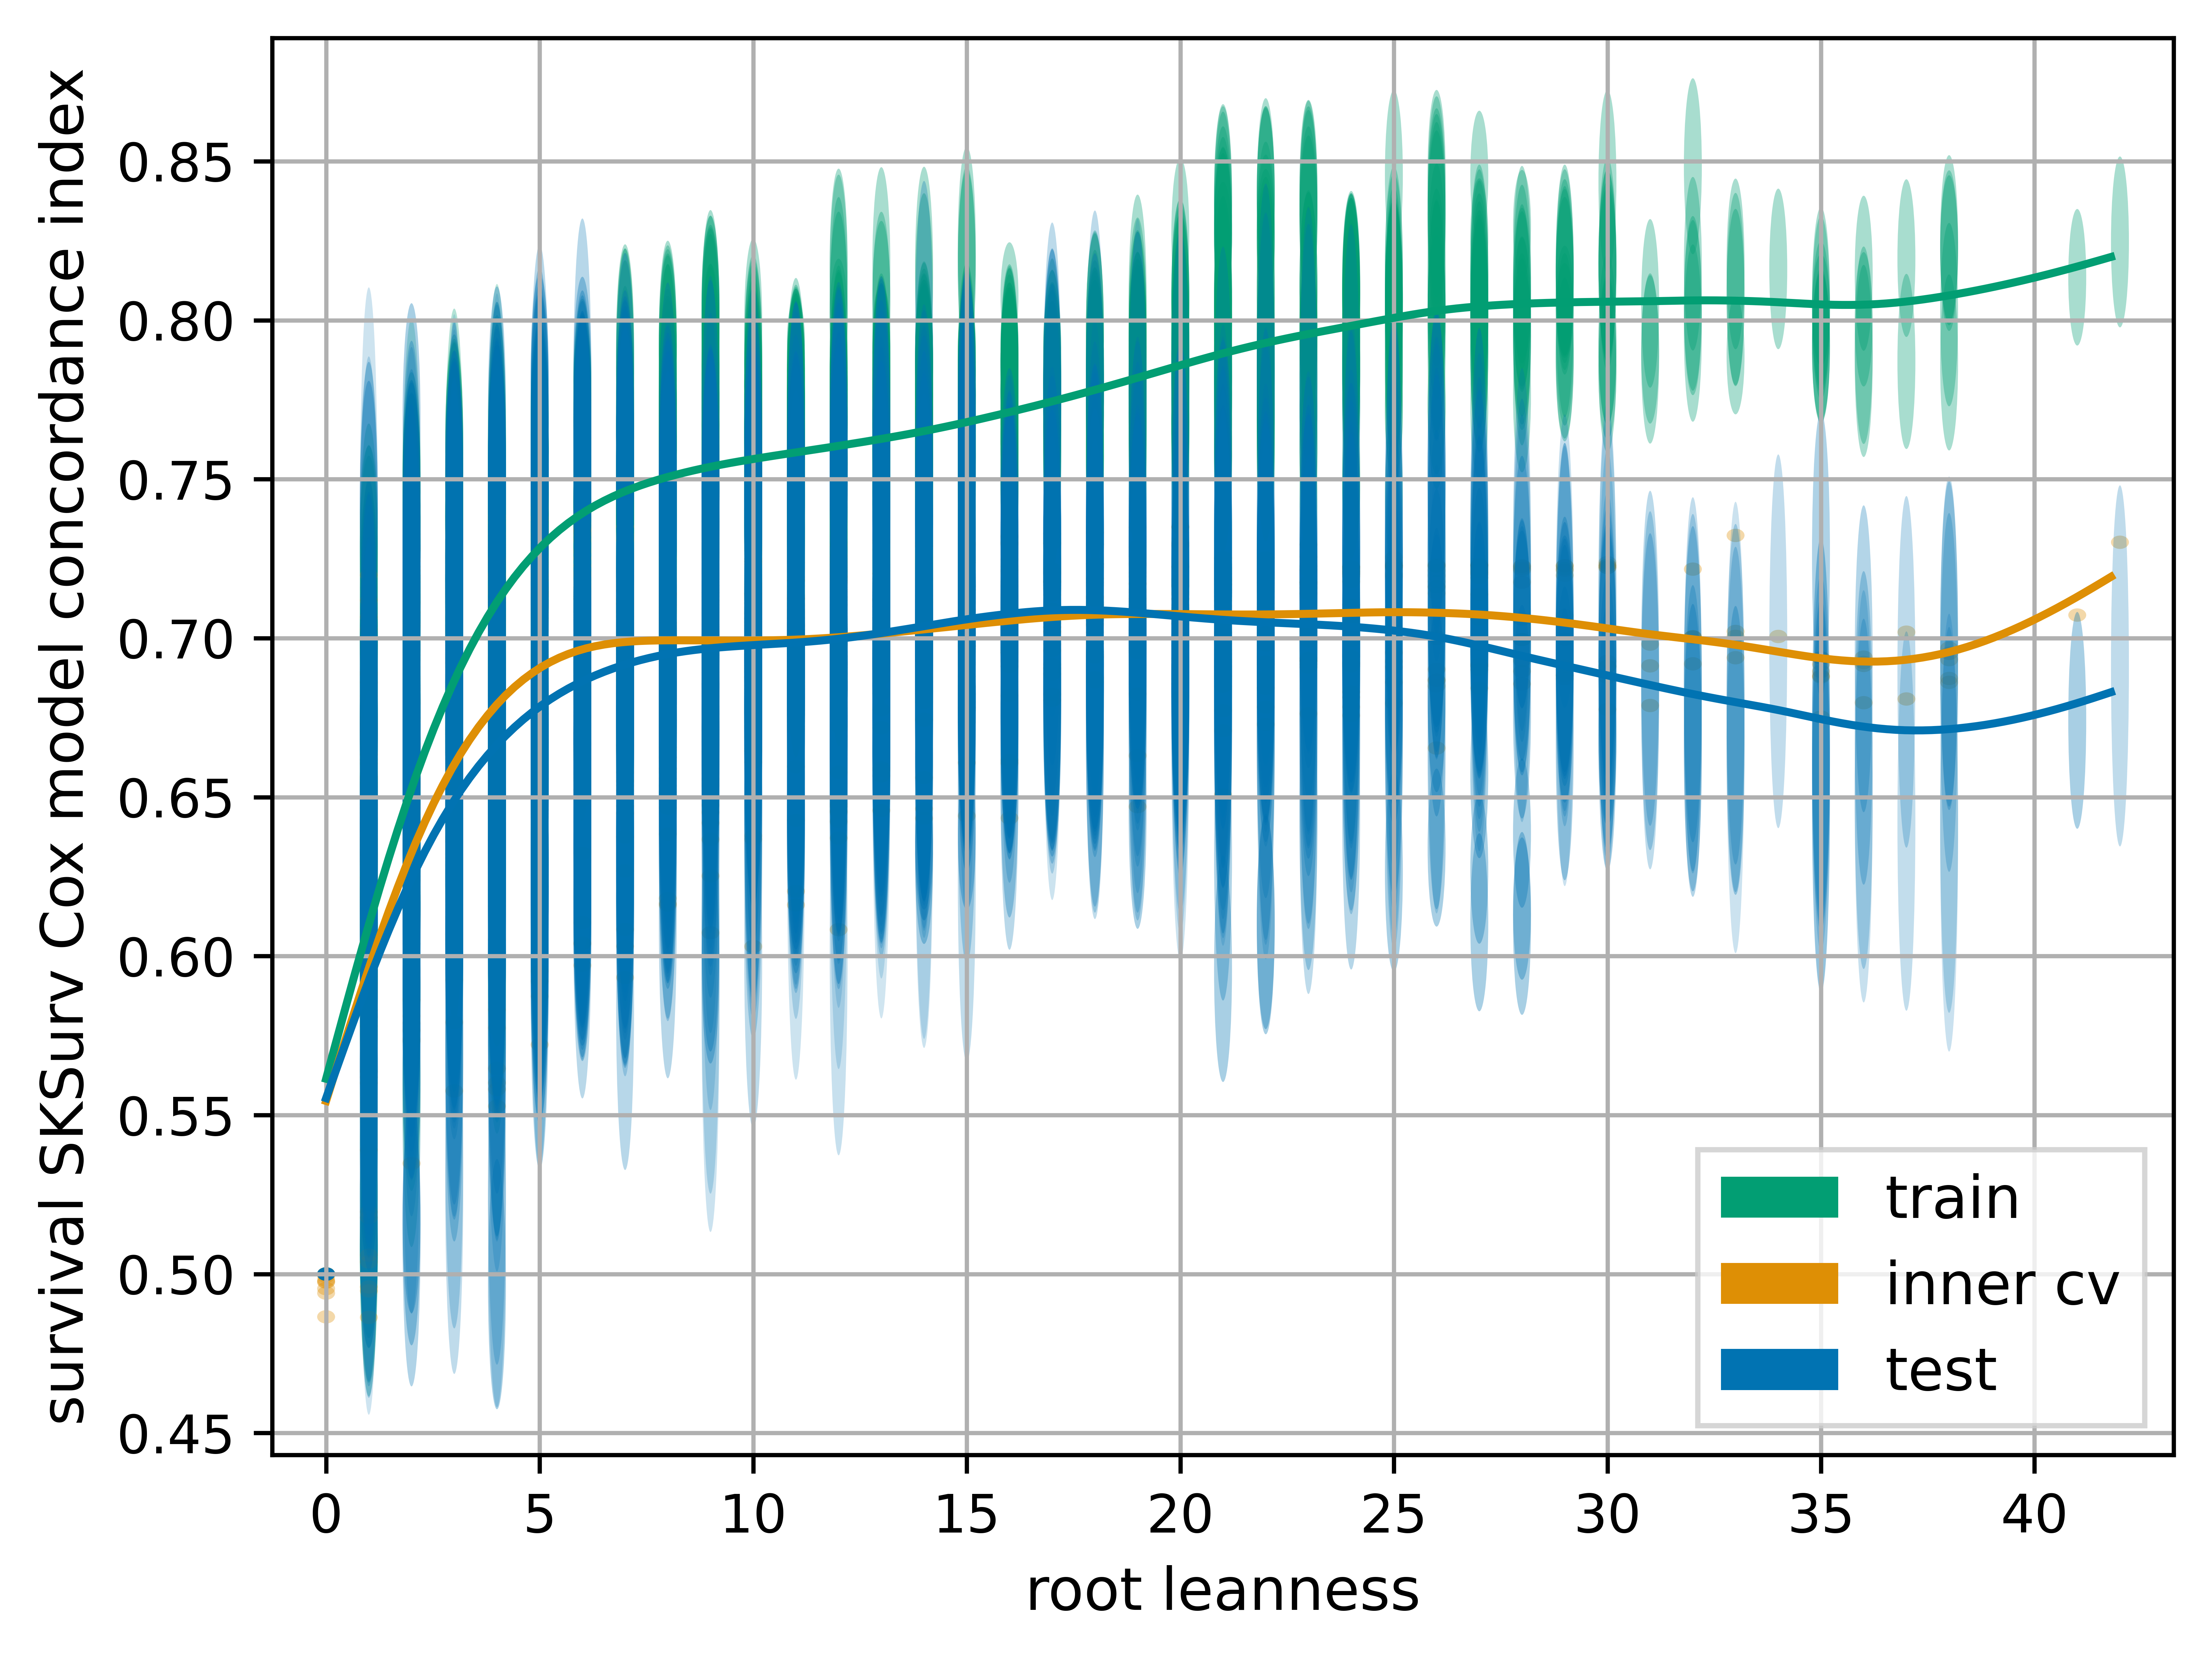 survival SKSurv Cox model concordance index
0.85
0.80
0.75
0.70
0.65
0.60
0.55
0.50
0.45
train
inner cv
test
0 5 10 15 20 25 30 35 40
root leanness